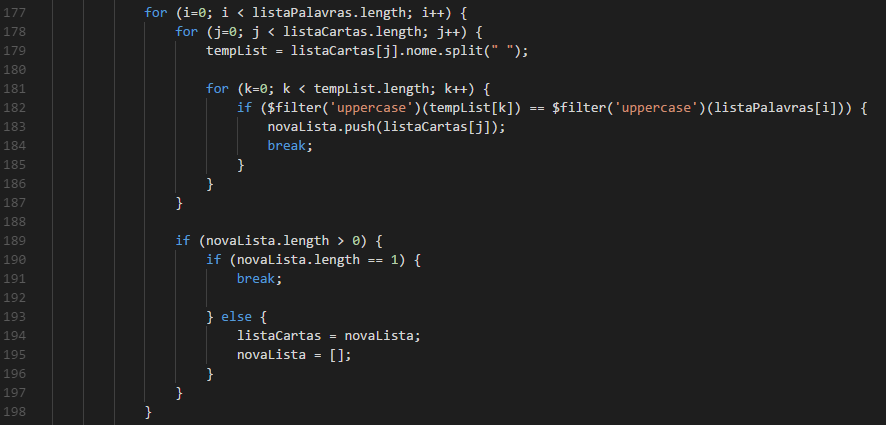 177 for (i=0; i < listaPalavras.length; i++) {
178 for (j=0; j < listaCartas.length; j++) {
179 tempList = listaCartas[j].nome.split(" ");
180
181 for (k=0; k < tempList.length; k++) {
182 if ($filter('uppercase')(tempList[k]) == $filter('uppercase')(listaPalavras[i])) {
183 novaLista.push(listaCartas[j]);
184 break;
185 }
186 }
187 }
188
189 if (novaLista.length > 0) {
190 if (novaLista.length == 1) {
191 break;
192
193 } else {
194 listaCartas = novaLista;
195 novaLista = [];
196 }
197 }
198 }